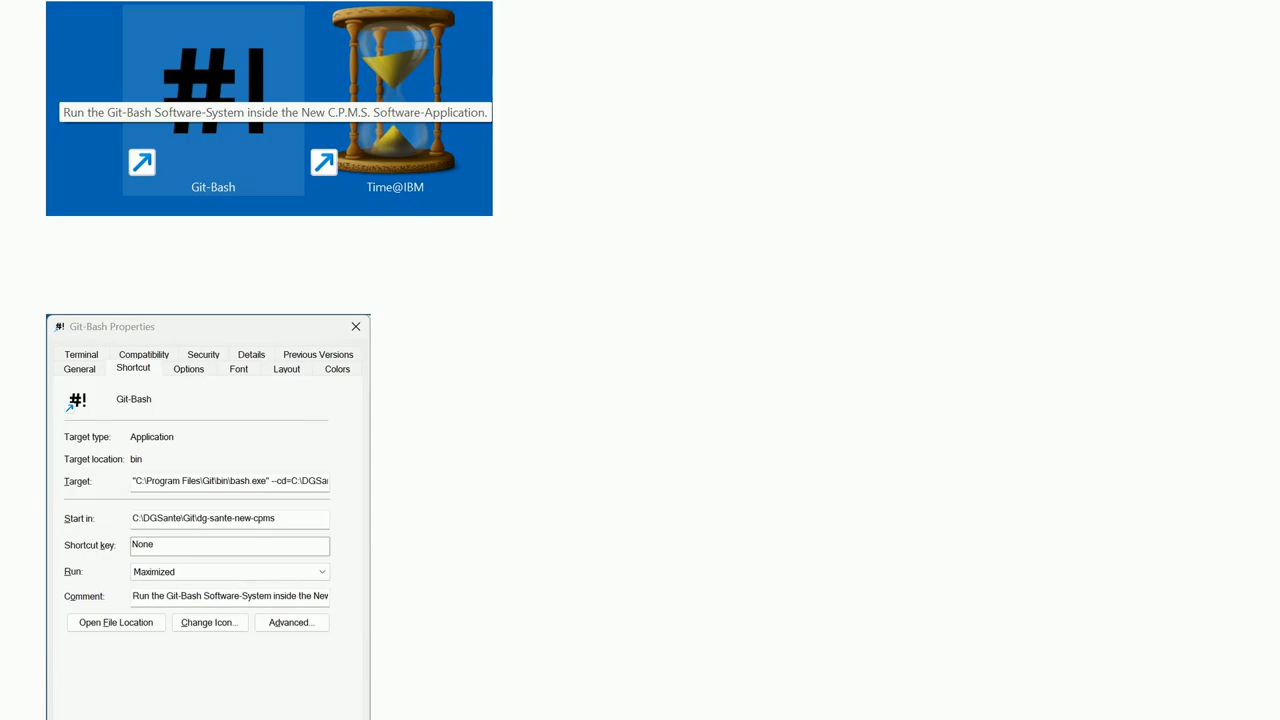 #!
Run the Git-Bash Software-System inside the New C.P.M.S. Software-Application.
Git-Bash
Time@IBM
#! Git-Bash Properties
Terminal Compatibility Security Details Previous Versions
General Shortcut Options Font Layout Colors
#! Git-Bash
Target type: Application
Target location: bin
Target: "C:\Program Files\Git\bin\bash.exe" --cd=C:\DGSa
Start in: C:\DGSante\Git\dg-sante-new-cpms
Shortcut key: None
Run: Maximized
Comment: Run the Git-Bash Software-System inside the New
Open File Location Change Icon... Advanced...